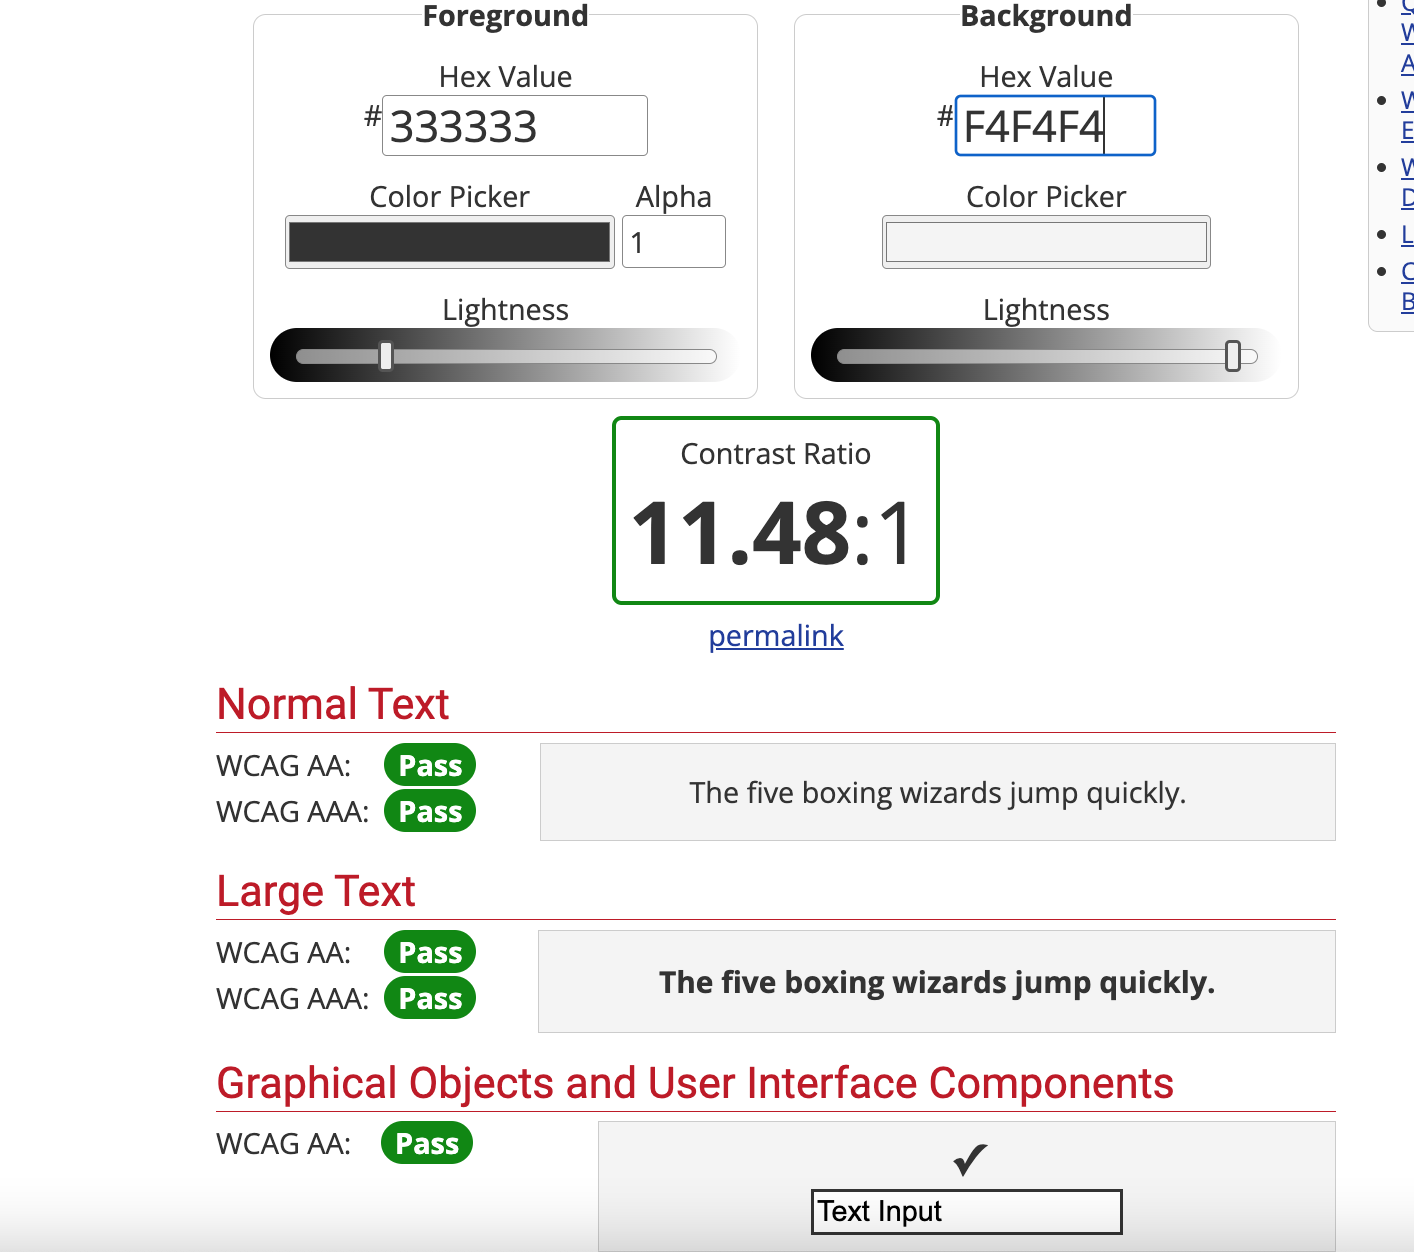 Foreground
Background
Hex Value
Hex Value
# 333333
# F4F4F4
Color Picker
Alpha
Color Picker
1
Lightness
Lightness
Contrast Ratio
11.48:1
permalink
Normal Text
WCAG AA: Pass
WCAG AAA: Pass
The five boxing wizards jump quickly.
Large Text
WCAG AA: Pass
WCAG AAA: Pass
The five boxing wizards jump quickly.
Graphical Objects and User Interface Components
WCAG AA: Pass
✔
Text Input